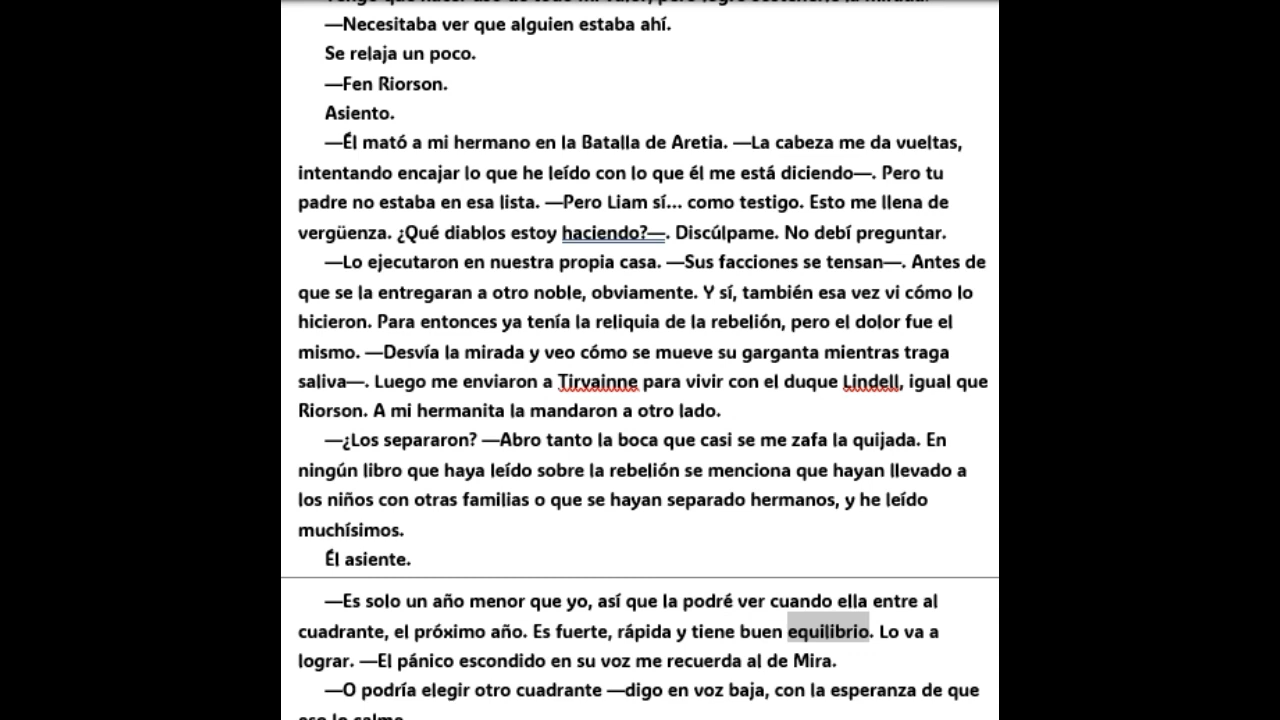 —Necesitaba ver que alguien estaba ahí.
Se relaja un poco.
—Fen Riorson.
Asiento.
—Él mató a mi hermano en la Batalla de Aretia. —La cabeza me da vueltas,
intentando encajar lo que he leído con lo que él me está diciendo—. Pero tu
padre no estaba en esa lista. —Pero Liam sí... como testigo. Esto me llena de
vergüenza. ¿Qué diablos estoy haciendo?—. Discúlpame. No debí preguntar.
—Lo ejecutaron en nuestra propia casa. —Sus facciones se tensan—. Antes de
que se la entregaran a otro noble, obviamente. Y sí, también esa vez vi cómo lo
hicieron. Para entonces ya tenía la reliquia de la rebelión, pero el dolor fue el
mismo. —Desvía la mirada y veo cómo se mueve su garganta mientras traga
saliva—. Luego me enviaron a Tirvainne para vivir con el duque Lindell, igual que
Riorson. A mi hermanita la mandaron a otro lado.
—¿Los separaron? —Abro tanto la boca que casi se me zafa la quijada. En
ningún libro que haya leído sobre la rebelión se menciona que hayan llevado a
los niños con otras familias o que se hayan separado hermanos, y he leído
muchísimos.
Él asiente.
—Es solo un año menor que yo, así que la podré ver cuando ella entre al
cuadrante, el próximo año. Es fuerte, rápida y tiene buen equilibrio. Lo va a
lograr. —El pánico escondido en su voz me recuerda al de Mira.
—O podría elegir otro cuadrante —digo en voz baja, con la esperanza de que